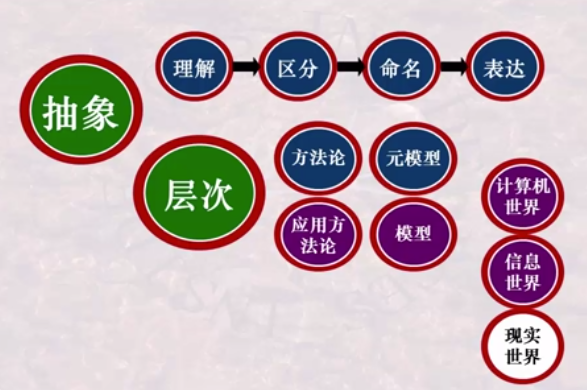 抽象
理解
区分
命名
表达
层次
方法论
元模型
应用方
法论
模型
计算机
世界
信息
世界
现实
世界